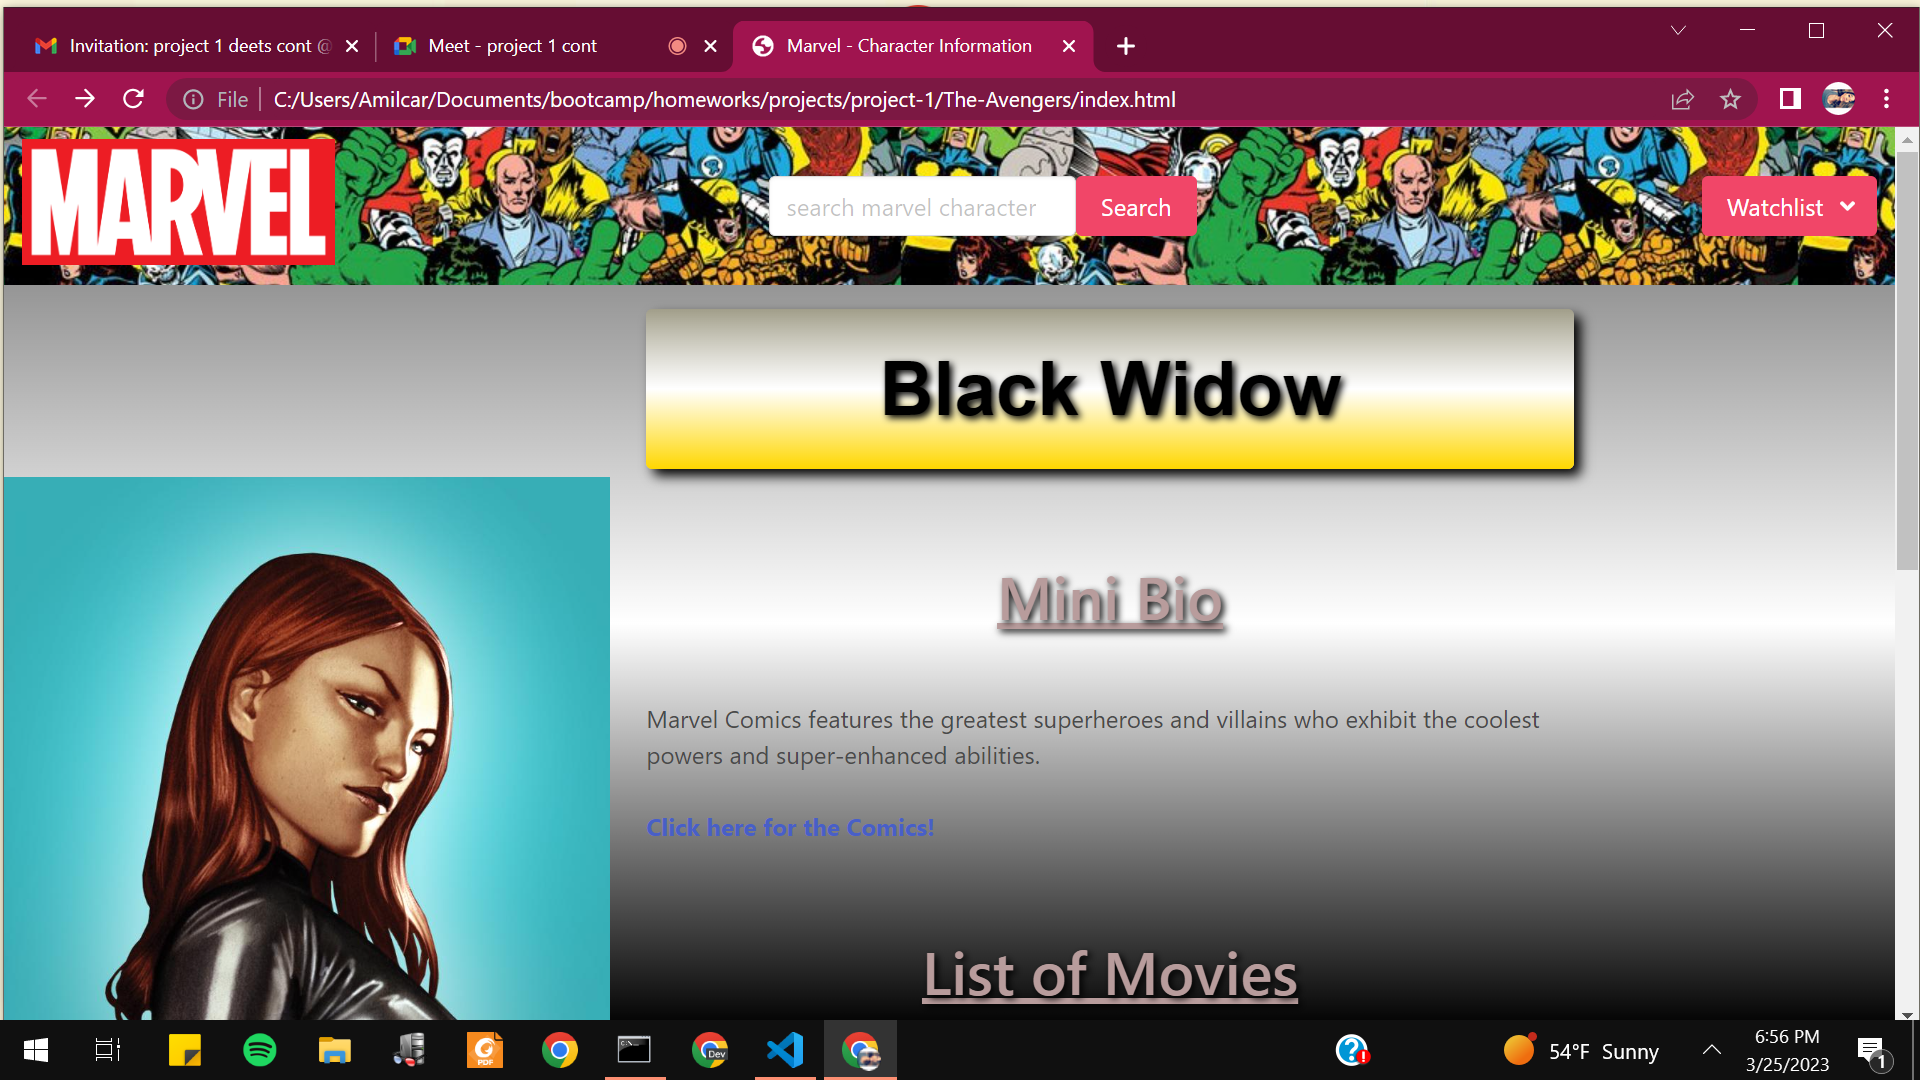 Invitation: project 1 deets cont @
Meet - project 1 cont
Marvel - Character Information
File
C:/Users/Amilcar/Documents/bootcamp/homeworks/projects/project-1/The-Avengers/index.html
MARVEL
search marvel character
Search
Watchlist
Black Widow
Mini Bio
Marvel Comics features the greatest superheroes and villains who exhibit the coolest
powers and super-enhanced abilities.
Click here for the Comics!
List of Movies
PDF
C:\_
Dev
54°F Sunny
6:56 PM
3/25/2023
1